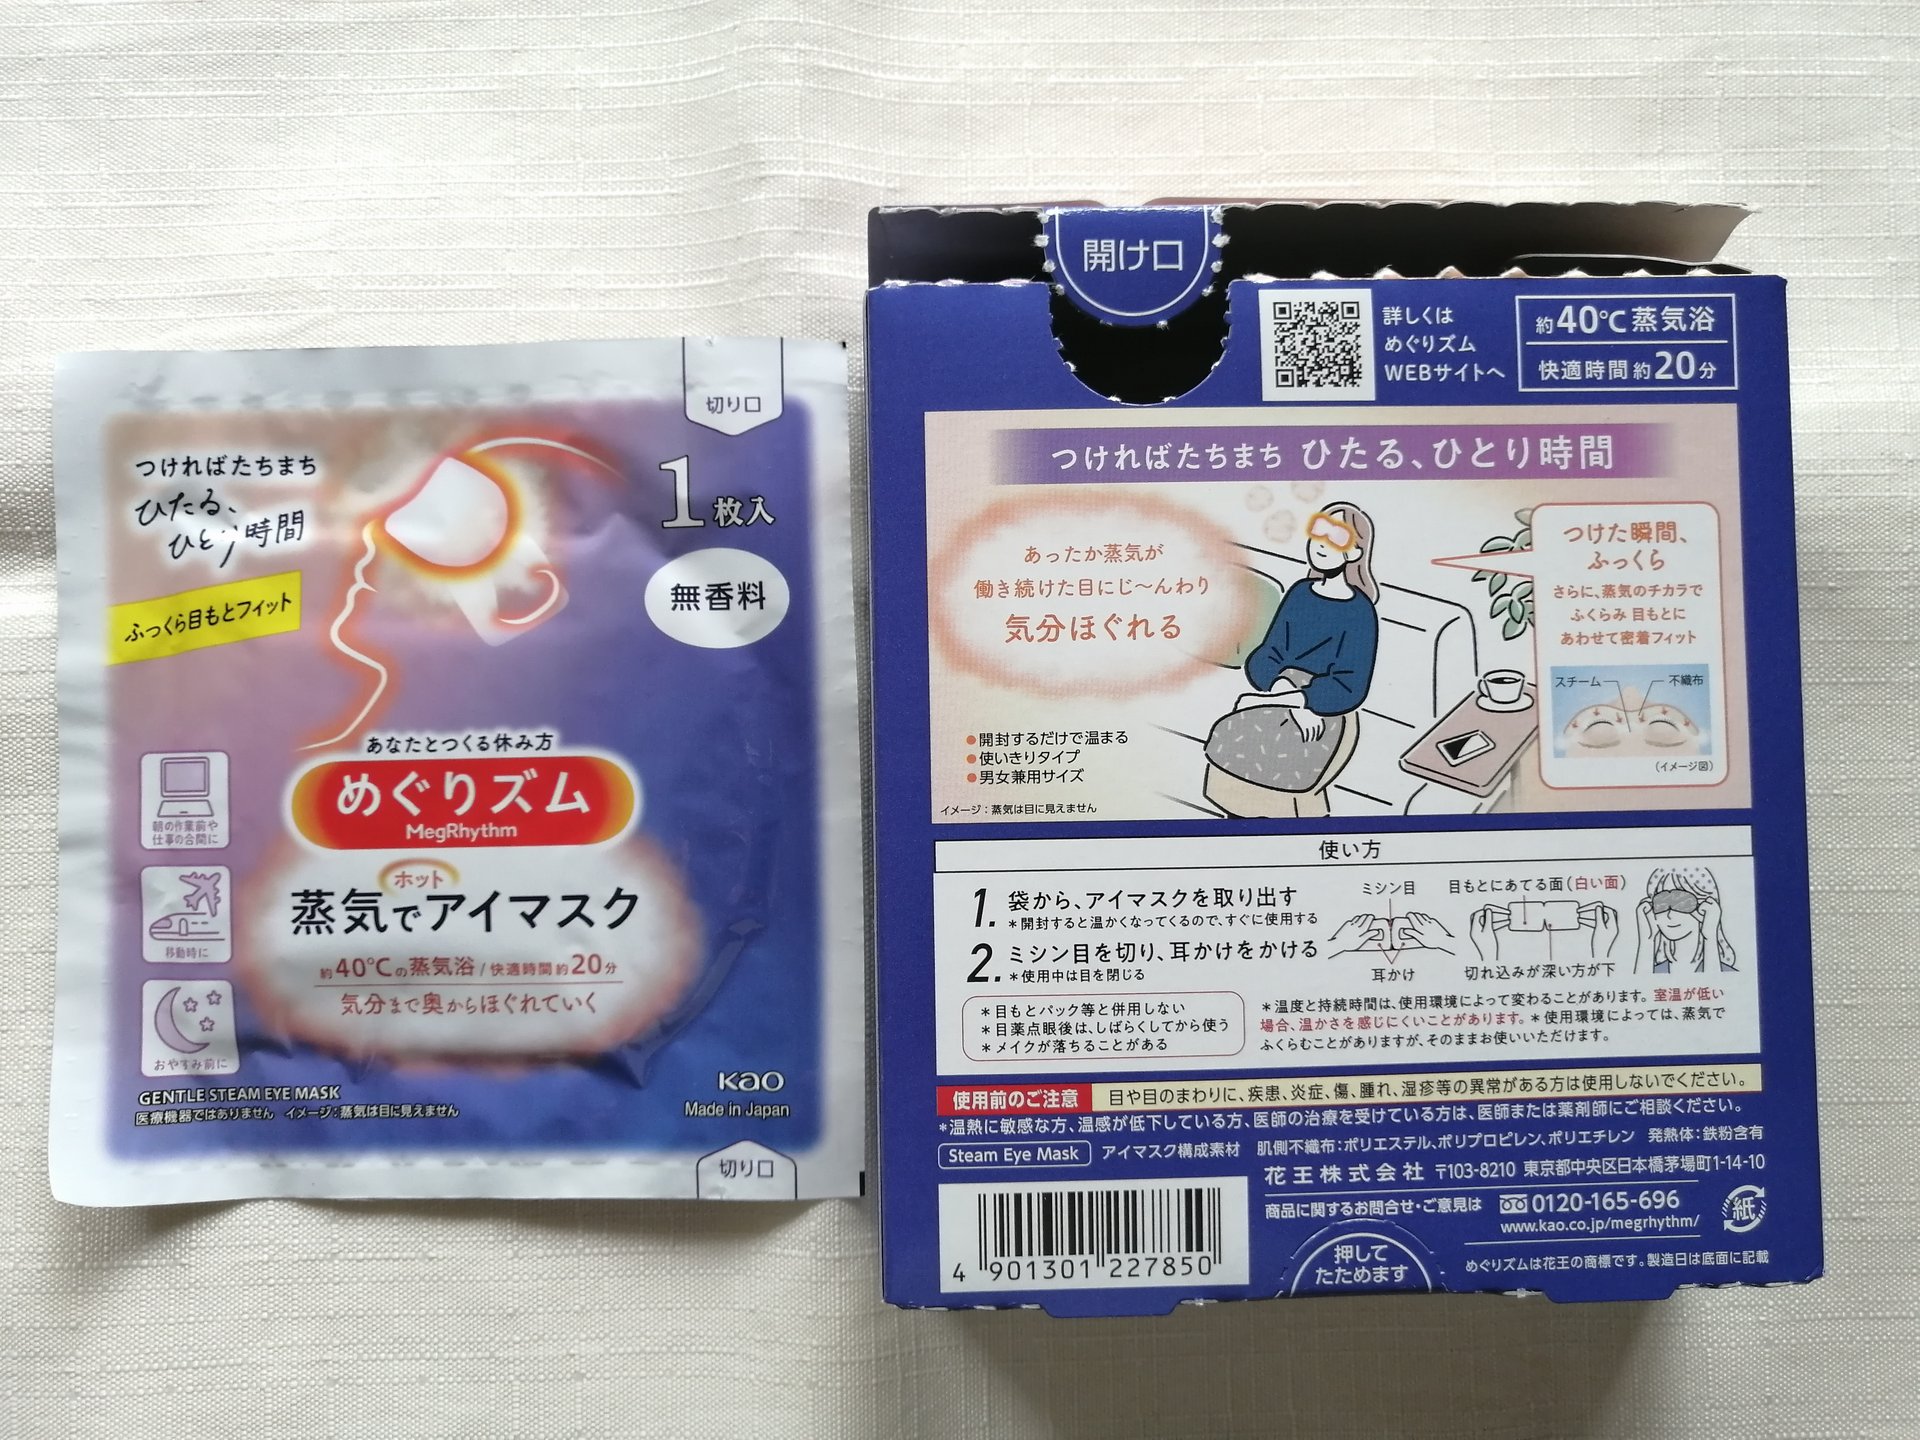 切り口
つければたちまち
ひたる、
ひとり時間
1枚入
無香料
ふっくら目もとフィット
あなたとつくる休み方
めぐりズム
MegRhythm
ホット
蒸気でアイマスク
約40℃の蒸気浴/快適時間約20分
気分まで奥からほぐれていく
朝の作業前や
仕事の合間に
移動時に
おやすみ前に
GENTLE STEAM EYE MASK
医療機器ではありません イメージ:蒸気は目に見えません
Kao
Made in Japan
切り口
開け口
詳しくは
めぐりズム
WEBサイトへ
約40℃蒸気浴
快適時間約20分
つければたちまち ひたる、ひとり時間
あったか蒸気が
働き続けた目にじ〜んわり
気分ほぐれる
つけた瞬間、
ふっくら
さらに、蒸気のチカラで
ふくらみ 目もとに
あわせて密着フィット
スチーム
不織布
(イメージ図)
●開封するだけで温まる
●使いきりタイプ
●男女兼用サイズ
イメージ:蒸気は目に見えません
使い方
1. 袋から、アイマスクを取り出す
*開封すると温かくなってくるので、すぐに使用する
2. ミシン目を切り、耳かけをかける
*使用中は目を閉じる
ミシン目
耳かけ
目もとにあてる面(白い面)
切れ込みが深い方が下
*目もとパック等と併用しない
*目薬点眼後は、しばらくしてから使う
*メイクが落ちることがある
*温度と持続時間は、使用環境によって変わることがあります。室温が低い
場合、温かさを感じにくいことがあります。*使用環境によっては、蒸気で
ふくらむことがありますが、そのままお使いいただけます。
使用前のご注意 目や目のまわりに、疾患、炎症、傷、腫れ、湿疹等の異常がある方は使用しないでください。
*温熱に敏感な方、温感が低下している方、医師の治療を受けている方は、医師または薬剤師にご相談ください。
Steam Eye Mask アイマスク構成素材 肌側不織布:ポリエステル、ポリプロピレン、ポリエチレン 発熱体:鉄粉含有
花王株式会社 〒103-8210 東京都中央区日本橋茅場町1-14-10
商品に関するお問合せ・ご意見は 0120-165-696
www.kao.co.jp/megrhythm/
紙
めぐりズムは花王の商標です。製造日は底面に記載
押して
たためます
4 901301 227850